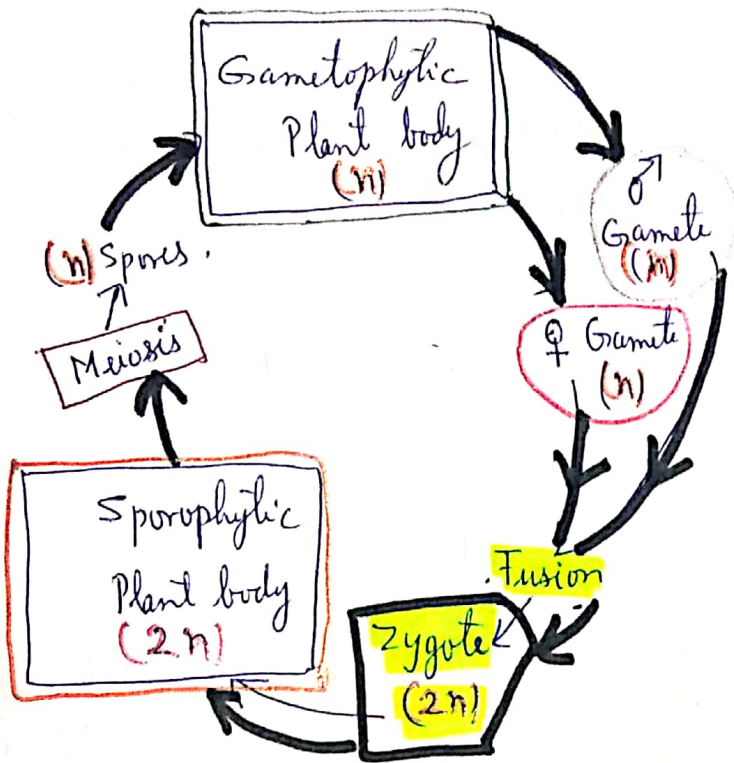 Gametophytic
Plant body
(n)
♂
Gamete
(n)
♀ Gamete
(n)
Fusion
Zygote
(2n)
Sporophytic
Plant body
(2n)
Meiosis
(n) Spores.